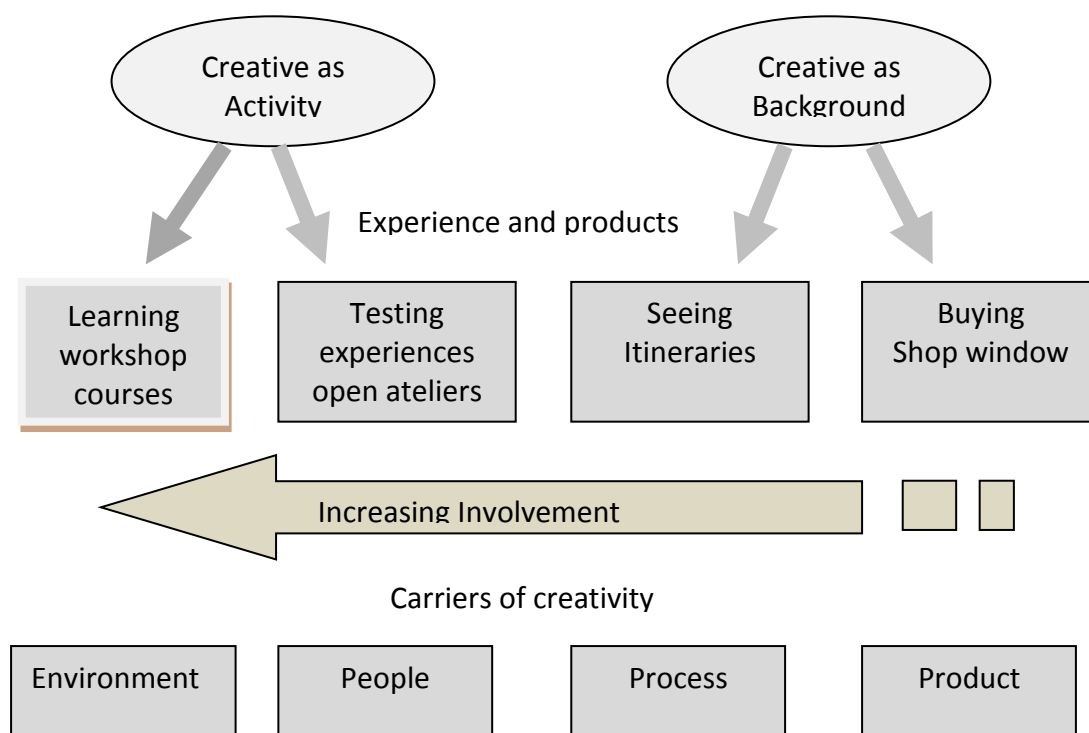 Creative as
Activity
Creative as
Background
Experience and products
Learning
workshop
courses
Testing
experiences
open ateliers
Seeing
Itineraries
Buying
Shop window
Increasing Involvement
Carriers of creativity
Environment
People
Process
Product